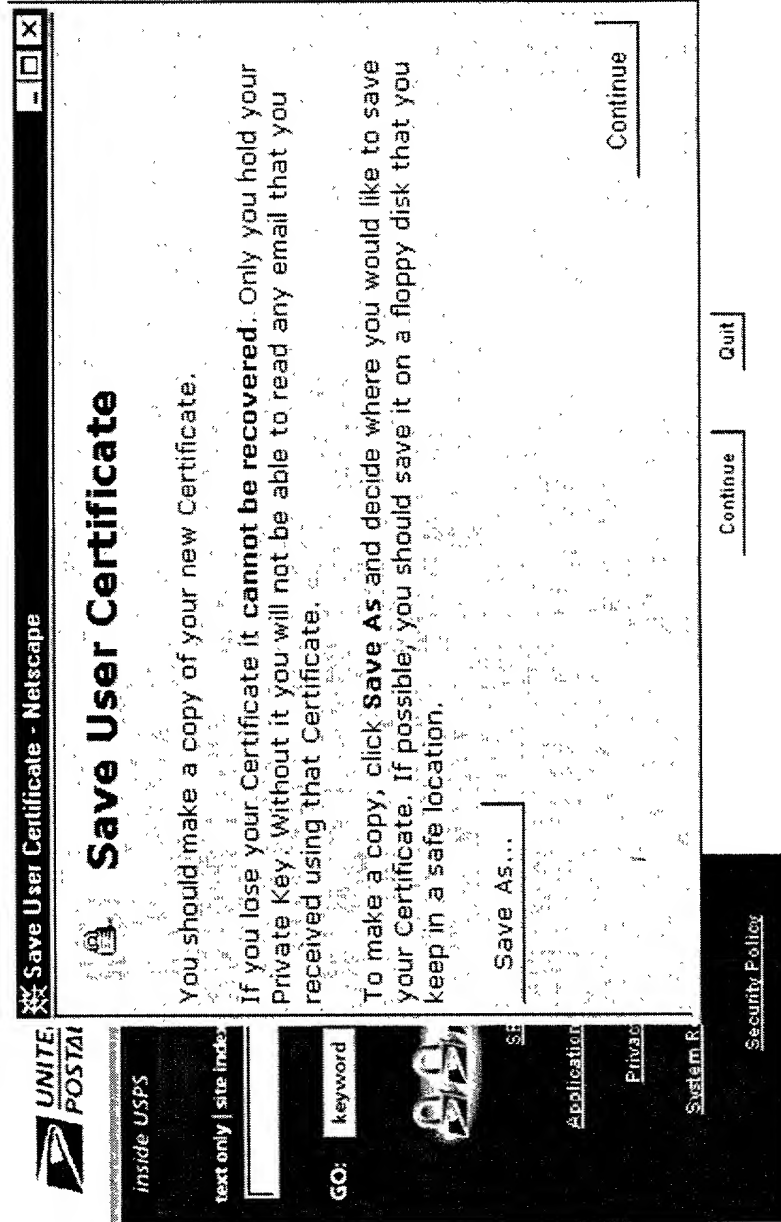 Save User Certificate - Netscape
Save User Certificate
You should make a copy of your new Certificate.
If you lose your Certificate it cannot be recovered. Only you hold your
Private Key. Without it you will not be able to read any email that you
received using that Certificate.
To make a copy, click Save As and decide where you would like to save
your Certificate. If possible, you should save it on a floppy disk that you
keep in a safe location.
Save As...
Continue
UNITE
POSTAL
inside USPS
text only | site index
GO: keyword
Application
Privac
System R
Security Policy
Continue
Quit